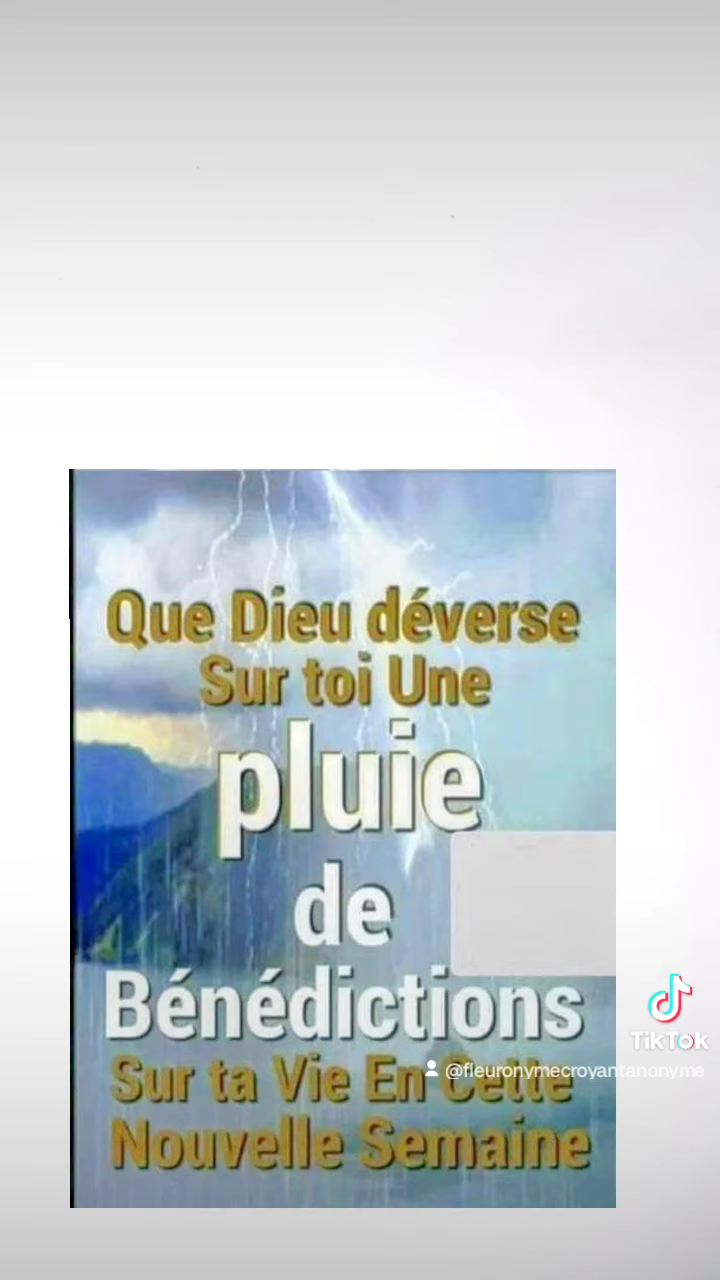 Que Dieu déverse
Sur toi Une
pluie
de
Bénédictions
Sur ta Vie En Cette
Nouvelle Semaine
TikTok
@fleuronymecroyantanonyme